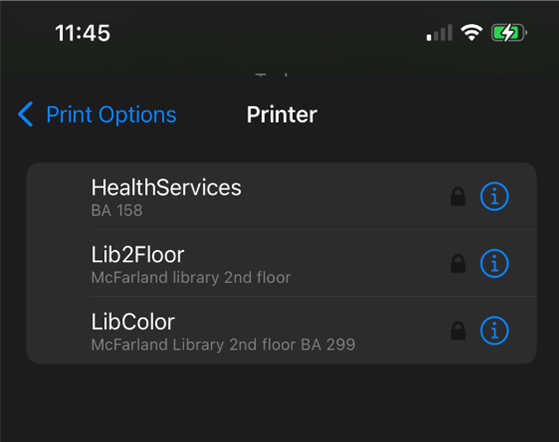 11:45
Print Options
Printer
HealthServices
BA 158
Lib2Floor
McFarland library 2nd floor
LibColor
McFarland Library 2nd floor BA 299